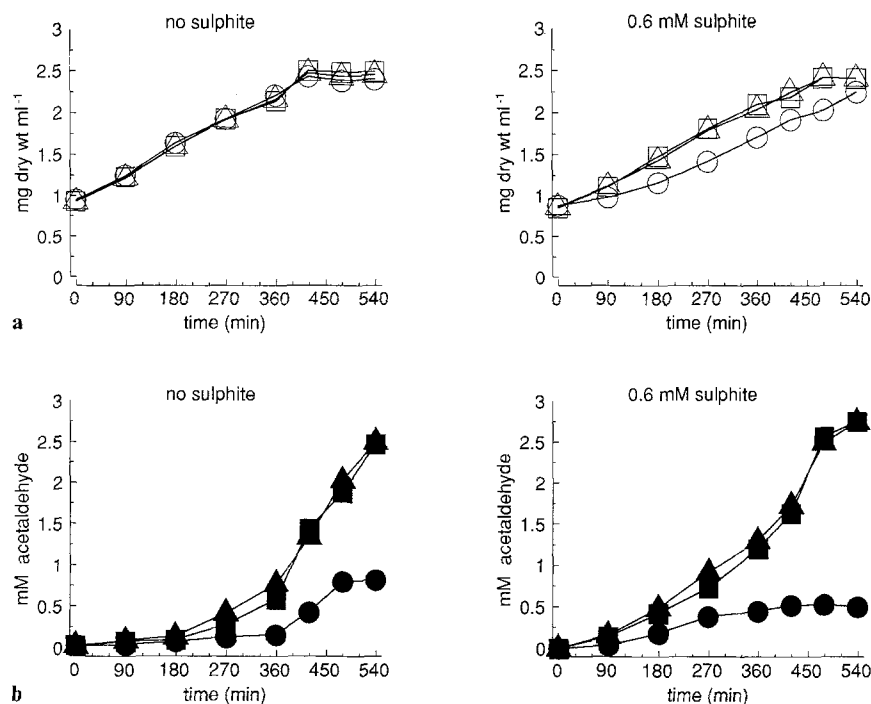 no sulphite
3
2.5
2
1.5
1
0.5
0
mg dry wt ml⁻¹
0 90 180 270 360 450 540
time (min)
a
0.6 mM sulphite
3
2.5
2
1.5
1
0.5
0
mg dry wt ml⁻¹
0 90 180 270 360 450 540
time (min)
no sulphite
3
2.5
2
1.5
1
0.5
0
mM acetaldehyde
0 90 180 270 360 450 540
time (min)
b
0.6 mM sulphite
3
2.5
2
1.5
1
0.5
0
mM acetaldehyde
0 90 180 270 360 450 540
time (min)